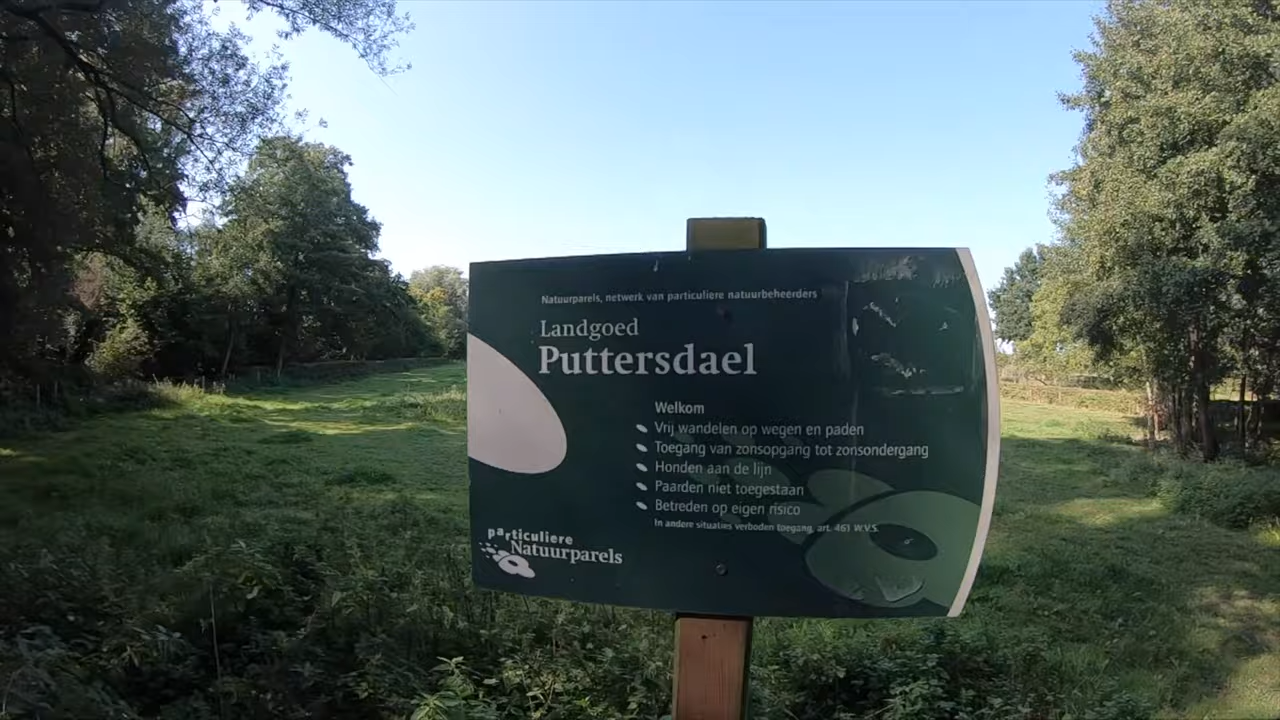 Natuurparels, netwerk van particuliere natuurbeheerders
Landgoed
Puttersdael
Welkom
Vrij wandelen op wegen en paden
Toegang van zonsopgang tot zonsondergang
Honden aan de lijn
Paarden niet toegestaan
Betreden op eigen risico
In andere situaties verboden toegang, art. 461 W.V.S.
particuliere
Natuurparels